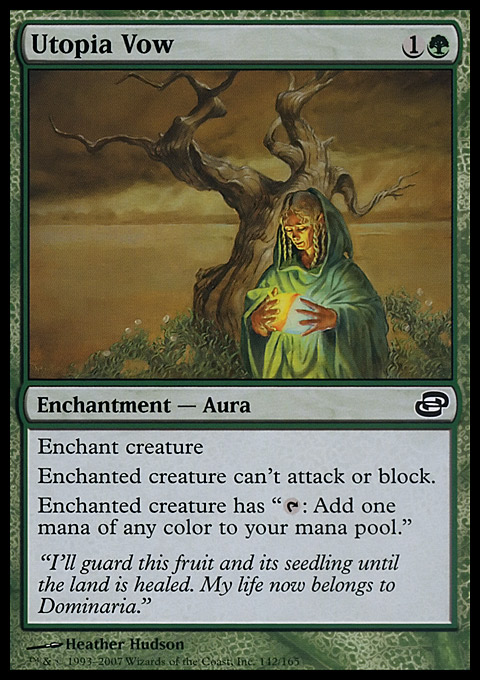 Utopia Vow 1
Enchantment — Aura
Enchant creature
Enchanted creature can't attack or block.
Enchanted creature has “: Add one
mana of any color to your mana pool.”
“I'll guard this fruit and its seedling until
the land is healed. My life now belongs to
Dominaria.”
Heather Hudson
1993–2007 Wizards of the Coast, Inc. 142/165